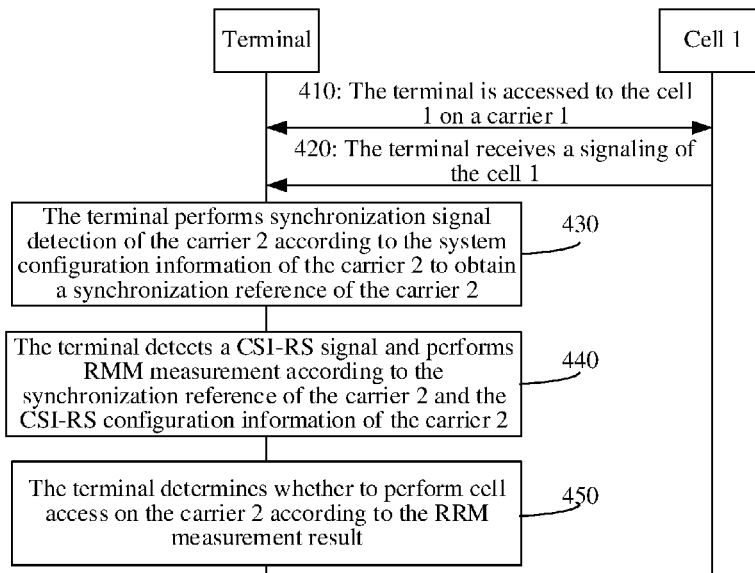 Terminal
Cell 1
410: The terminal is accessed to the cell
1 on a carrier 1
420: The terminal receives a signaling of
the cell 1
The terminal performs synchronization signal
detection of the carrier 2 according to the system
configuration information of the carrier 2 to obtain
a synchronization reference of the carrier 2
430
The terminal detects a CSI-RS signal and performs
RMM measurement according to the
synchronization reference of the carrier 2 and the
CSI-RS configuration information of the carrier 2
440
The terminal determines whether to perform cell
access on the carrier 2 according to the RRM
measurement result
450